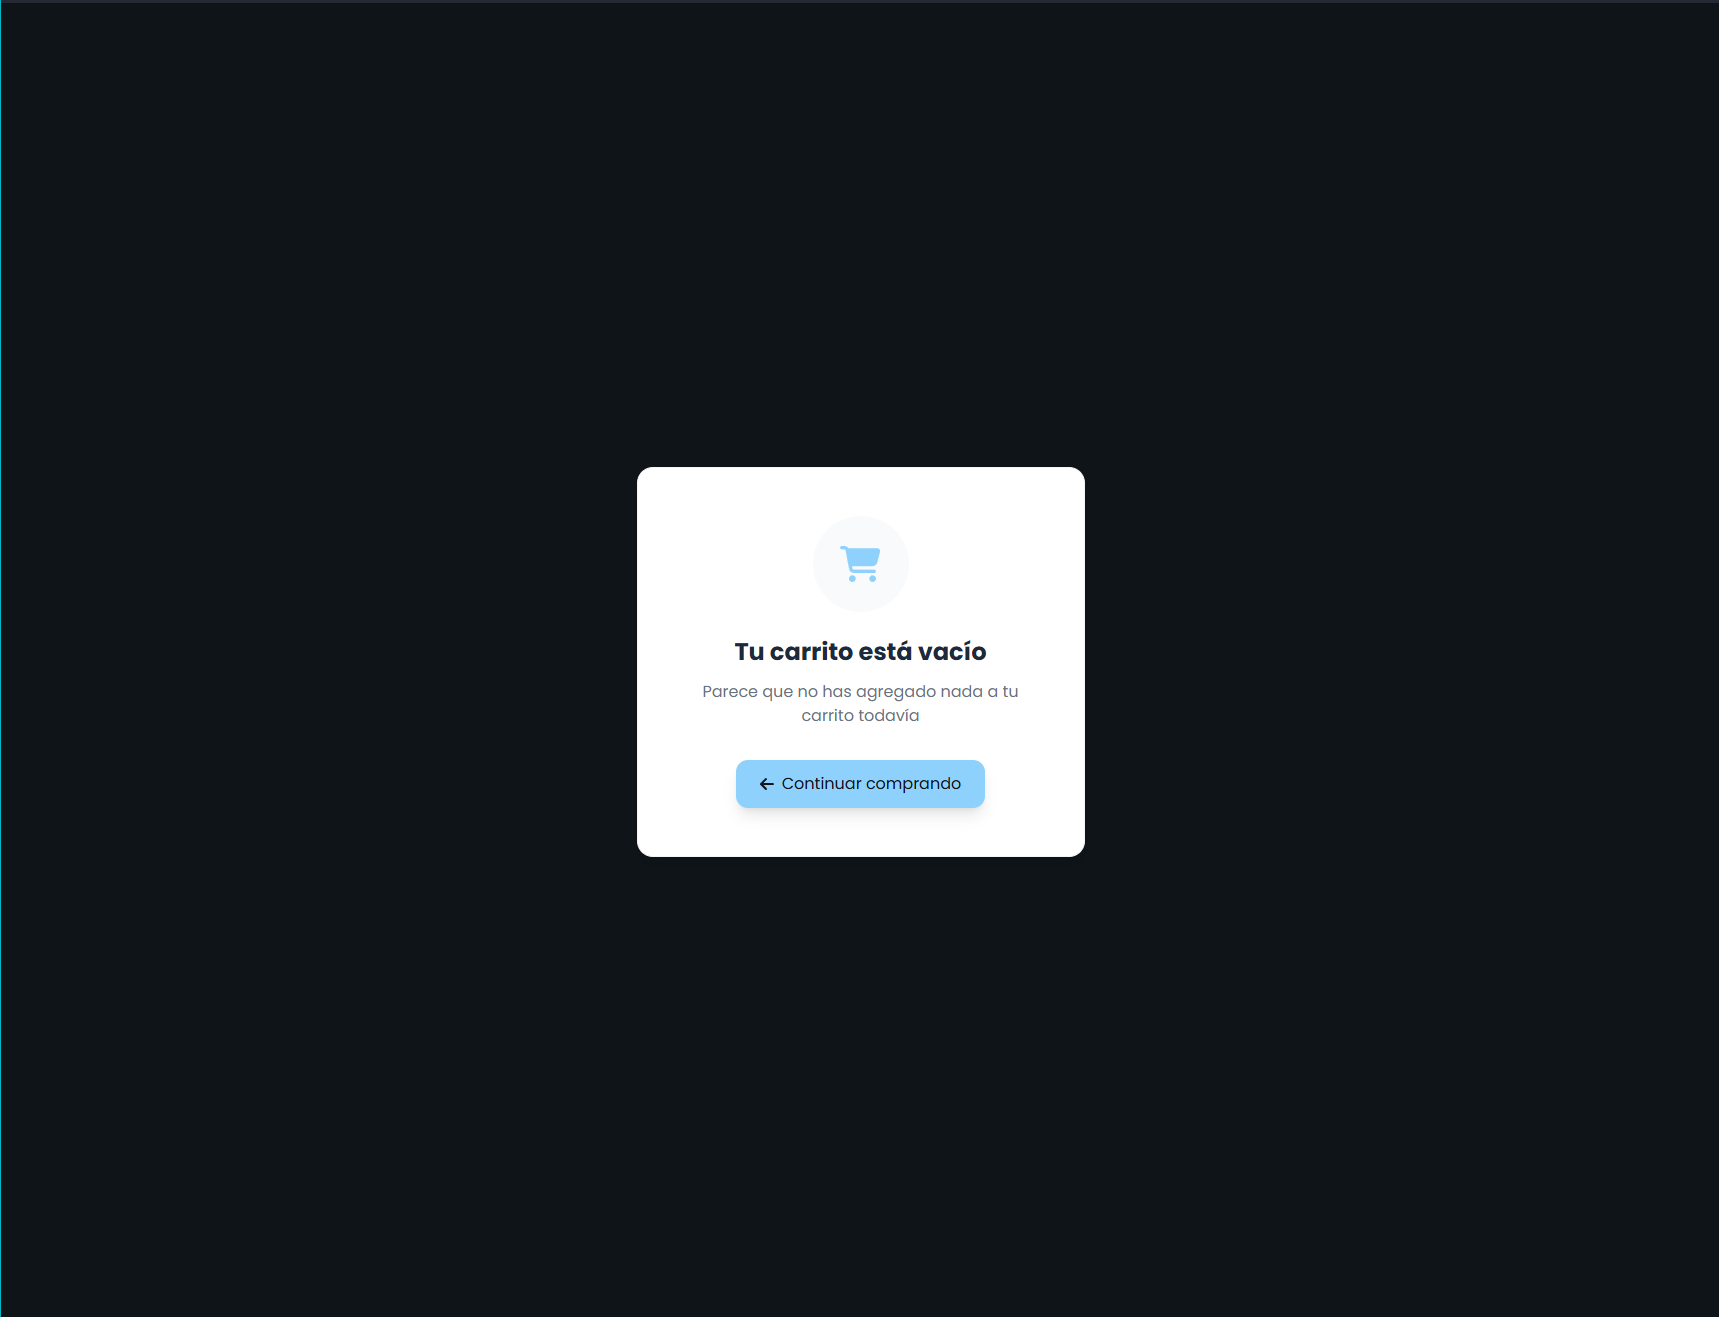 Tu carrito está vacío
Parece que no has agregado nada a tu
carrito todavía
Continuar comprando